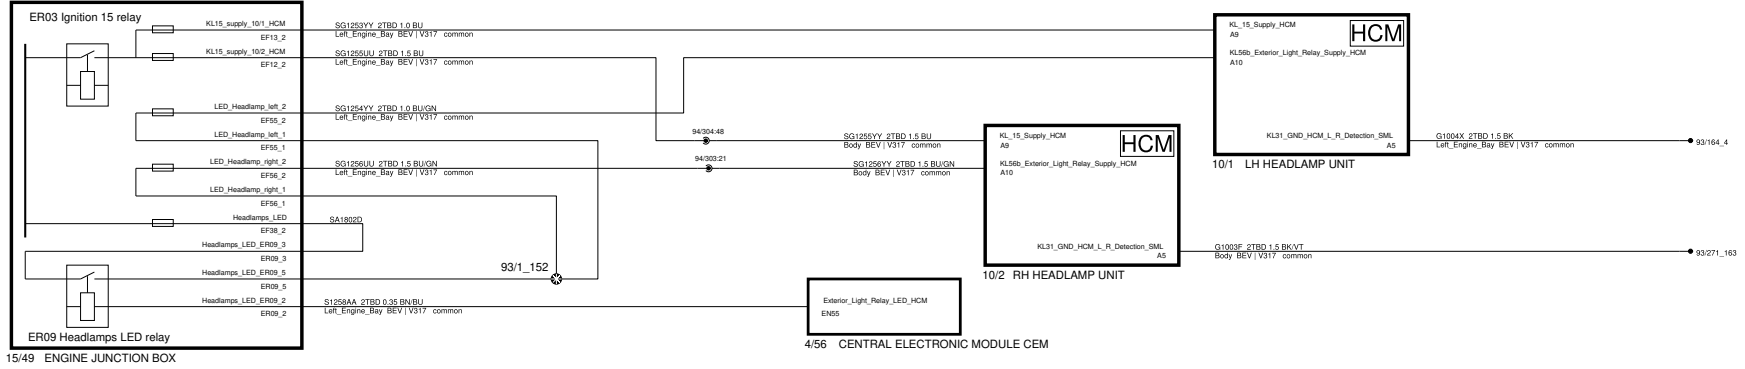 ER03 Ignition 15 relay
KL15_supply_10/1_HCM
EF13_2
KL15_supply_10/2_HCM
EF12_2
LED_Headlamp_left_2
EF55_2
LED_Headlamp_left_1
EF55_1
LED_Headlamp_right_2
EF56_2
LED_Headlamp_right_1
EF56_1
Headlamps_LED
EF38_2
Headlamps_LED_ER09_3
ER09_3
Headlamps_LED_ER09_5
ER09_5
Headlamps_LED_ER09_2
ER09_2
ER09 Headlamps LED relay
15/49 ENGINE JUNCTION BOX
SG1253YY 2TBD 1.0 BU
Left_Engine_Bay BEV | V317 common
SG1255UU 2TBD 1.5 BU
Left_Engine_Bay BEV | V317 common
SG1254YY 2TBD 1.0 BU/GN
Left_Engine_Bay BEV | V317 common
SG1256UU 2TBD 1.5 BU/GN
Left_Engine_Bay BEV | V317 common
SA1802D
S1258AA 2TBD 0.35 BN/BU
Left_Engine_Bay BEV | V317 common
93/1_152
94/304:48
94/303:21
SG1255YY 2TBD 1.5 BU
Body BEV | V317 common
SG1256YY 2TBD 1.5 BU/GN
Body BEV | V317 common
Exterior_Light_Relay_LED_HCM
EN55
4/56 CENTRAL ELECTRONIC MODULE CEM
HCM
KL_15_Supply_HCM
A9
KL56b_Exterior_Light_Relay_Supply_HCM
A10
KL31_GND_HCM_L_R_Detection_SML
A5
10/2 RH HEADLAMP UNIT
HCM
KL_15_Supply_HCM
A9
KL56b_Exterior_Light_Relay_Supply_HCM
A10
KL31_GND_HCM_L_R_Detection_SML
A5
10/1 LH HEADLAMP UNIT
G1004X 2TBD 1.5 BK
Left_Engine_Bay BEV | V317 common
93/164_4
G1003F 2TBD 1.5 BK/VT
Body BEV | V317 common
93/271_163